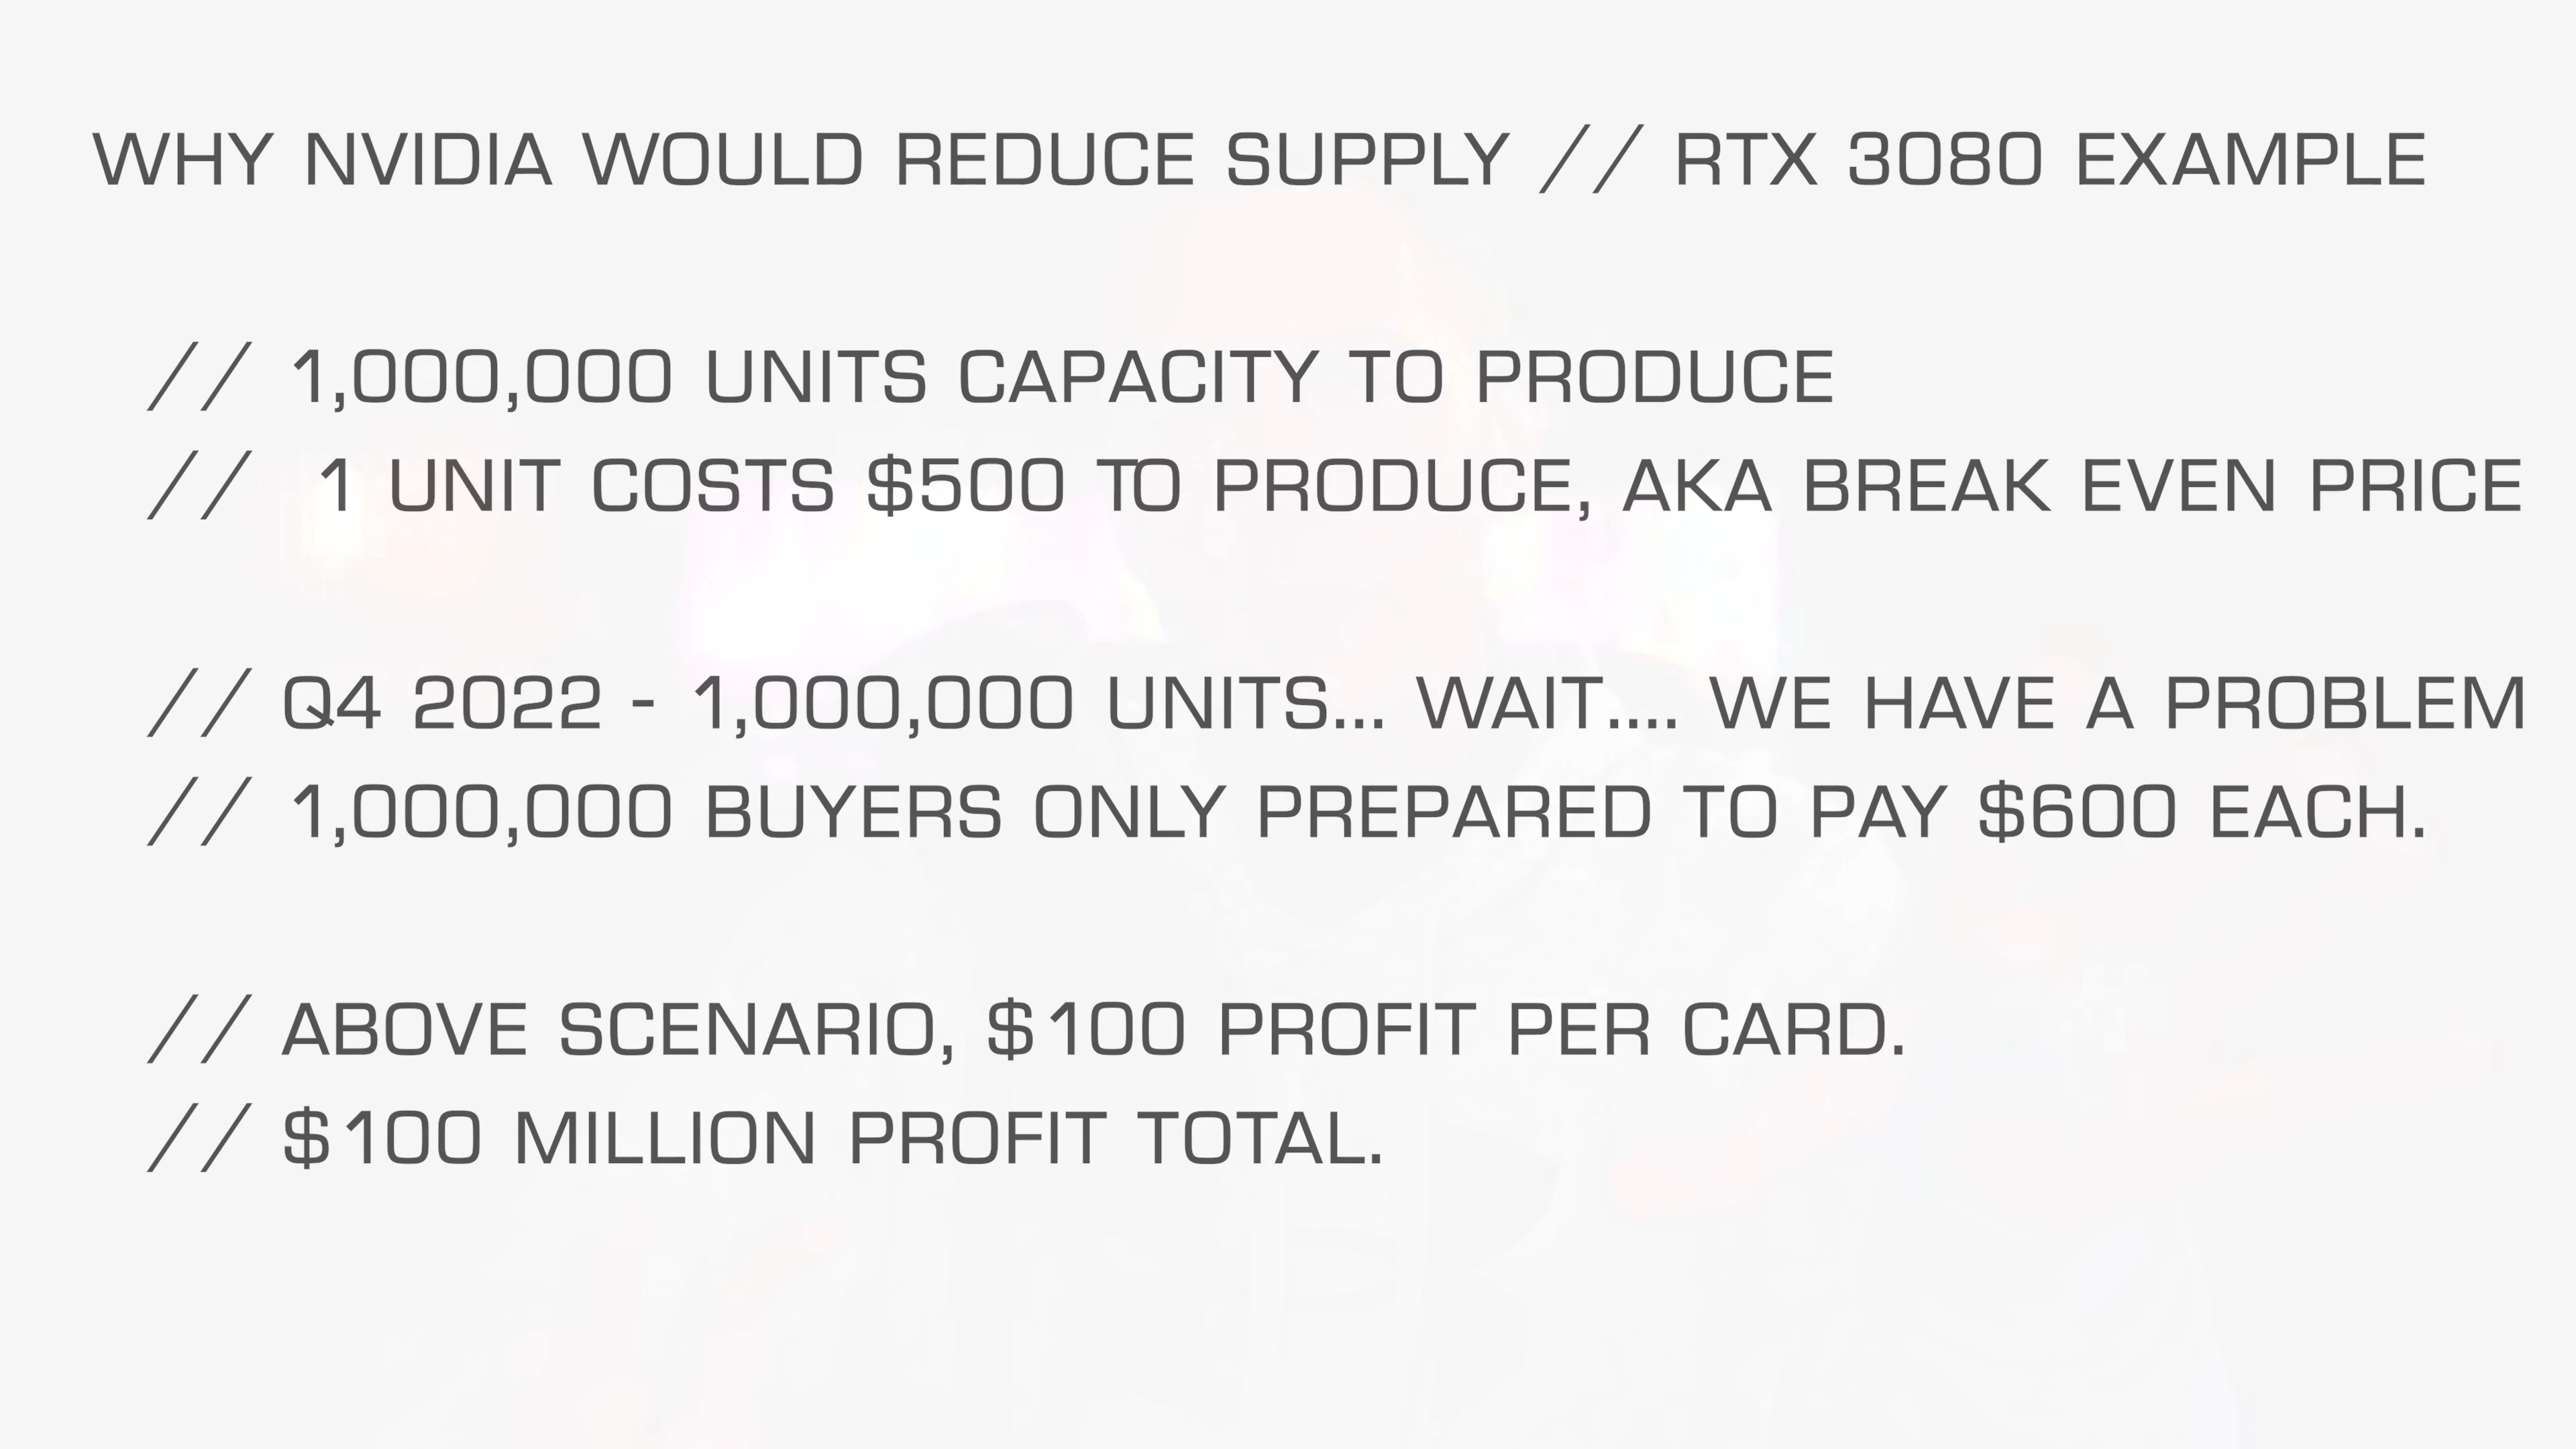 WHY NVIDIA WOULD REDUCE SUPPLY // RTX 3080 EXAMPLE
// 1,000,000 UNITS CAPACITY TO PRODUCE
// 1 UNIT COSTS $500 TO PRODUCE, AKA BREAK EVEN PRICE
// Q4 2022 - 1,000,000 UNITS... WAIT.... WE HAVE A PROBLEM
// 1,000,000 BUYERS ONLY PREPARED TO PAY $600 EACH.
// ABOVE SCENARIO, $100 PROFIT PER CARD.
// $100 MILLION PROFIT TOTAL.